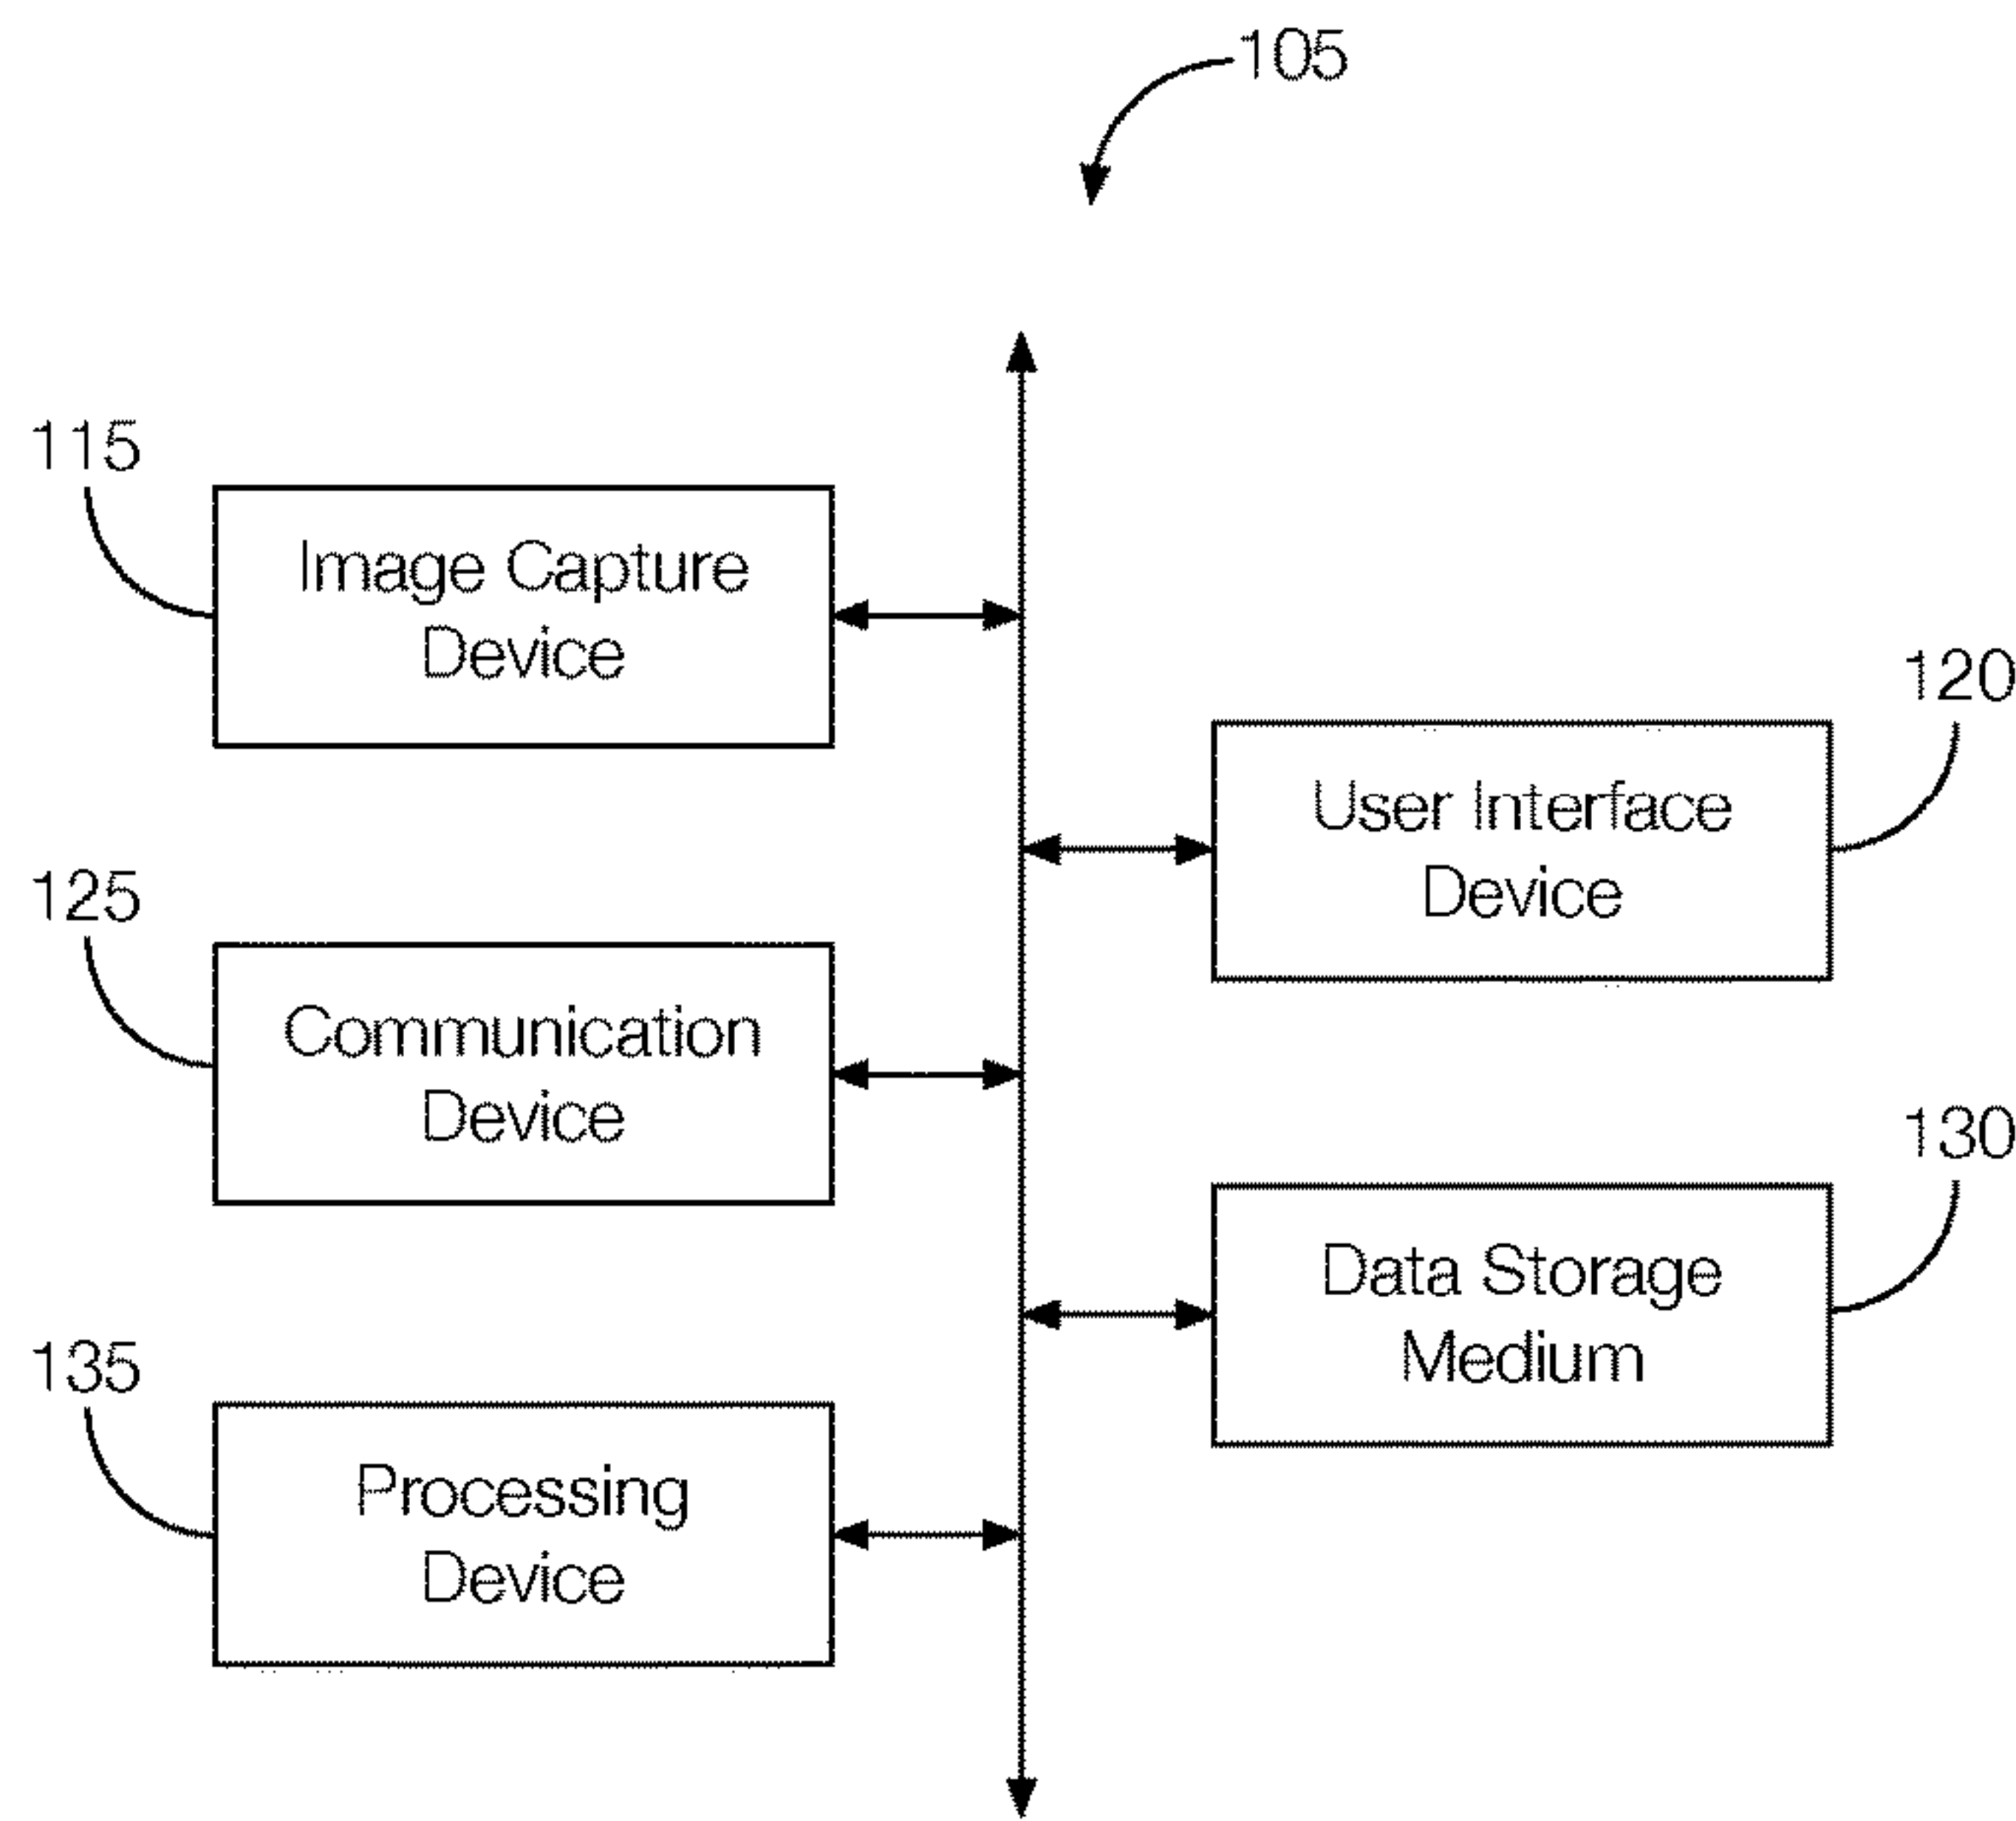 105
115
Image Capture
Device
120
User Interface
Device
125
Communication
Device
130
Data Storage
Medium
135
Processing
Device